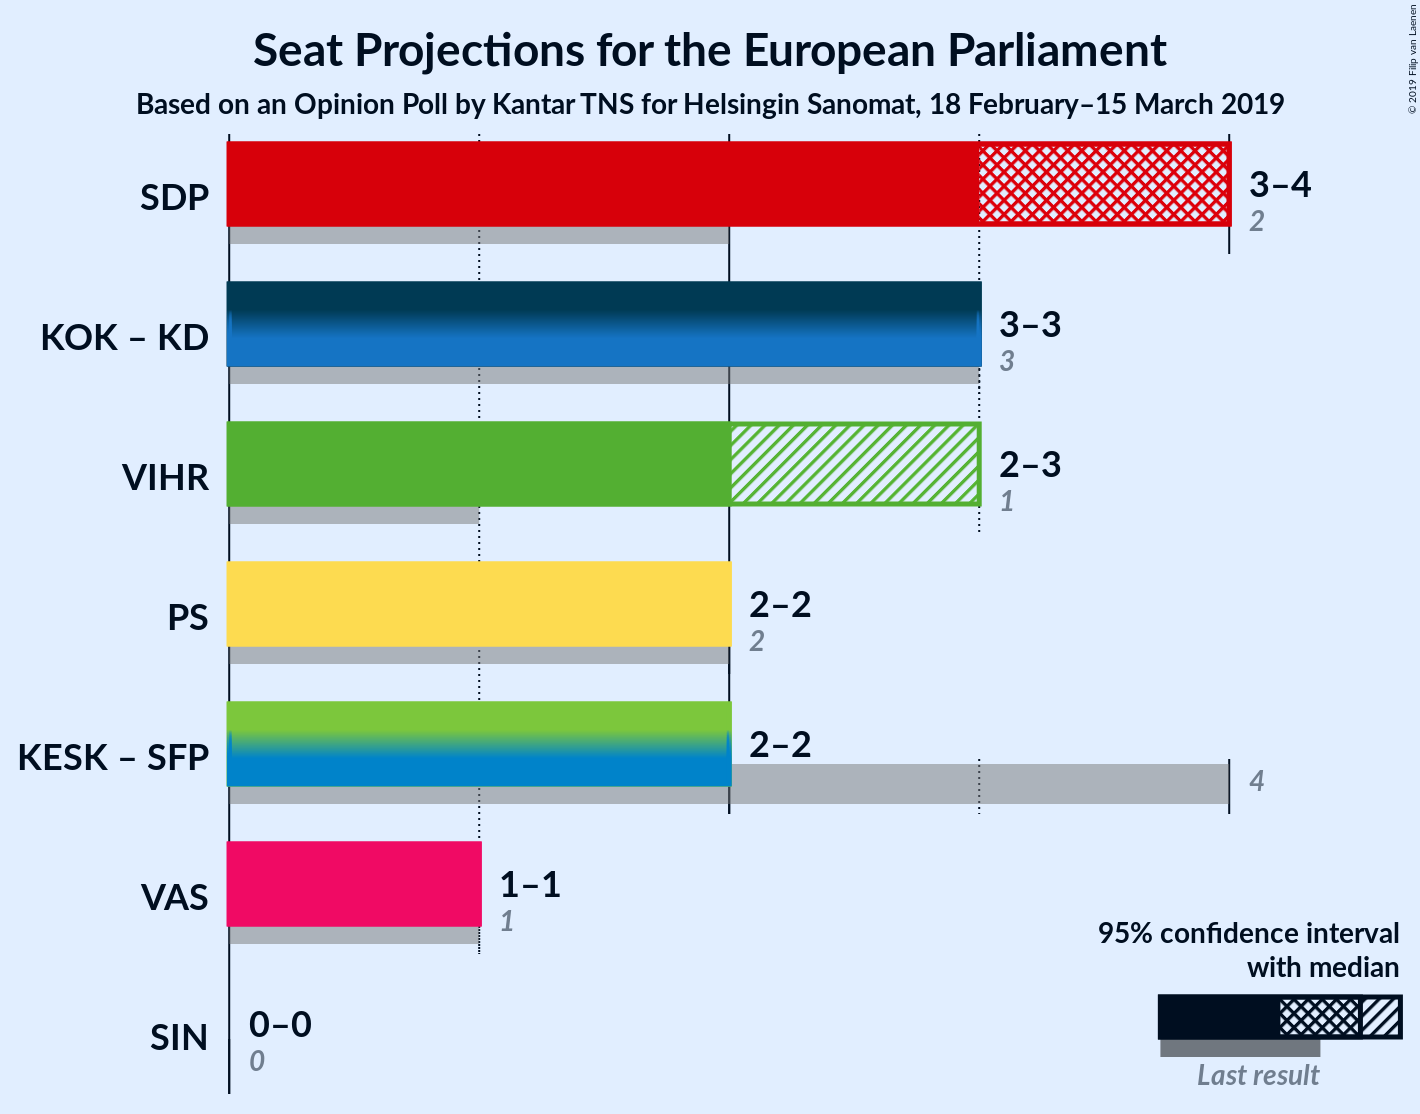 Seat Projections for the European Parliament
Based on an Opinion Poll by Kantar TNS for Helsingin Sanomat, 18 February–15 March 2019
© 2019 Filip van Laenen
SDP
3–4
2
KOK – KD
3–3
3
VIHR
2–3
1
PS
2–2
2
KESK – SFP
2–2
4
VAS
1–1
1
SIN
0–0
0
95% confidence interval
with median
Last result